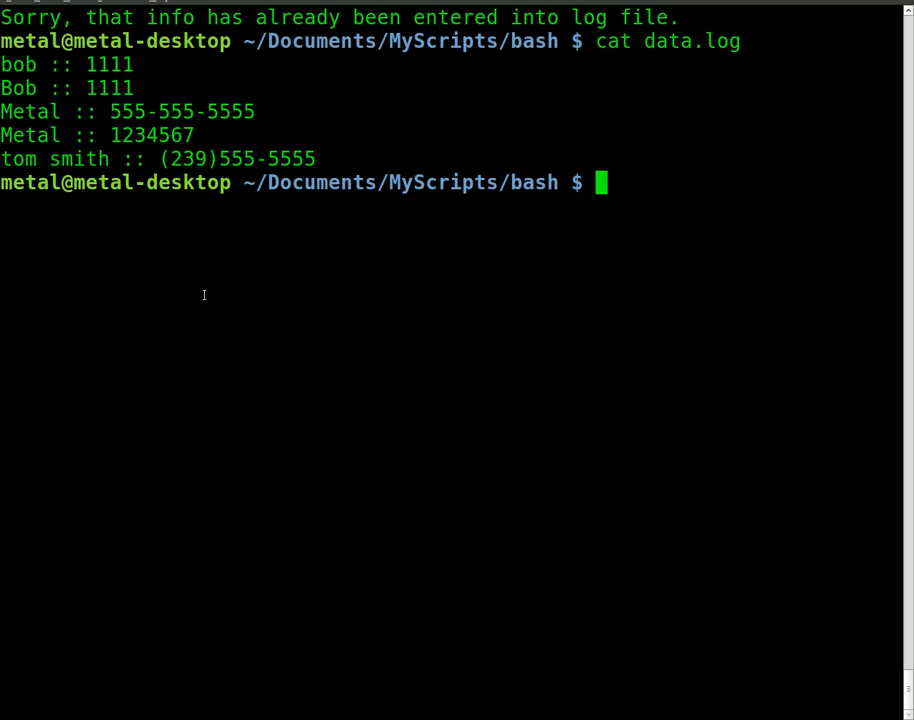 Sorry, that info has already been entered into log file.
metal@metal-desktop ~/Documents/MyScripts/bash $ cat data.log
bob :: 1111
Bob :: 1111
Metal :: 555-555-5555
Metal :: 1234567
tom smith :: (239)555-5555
metal@metal-desktop ~/Documents/MyScripts/bash $